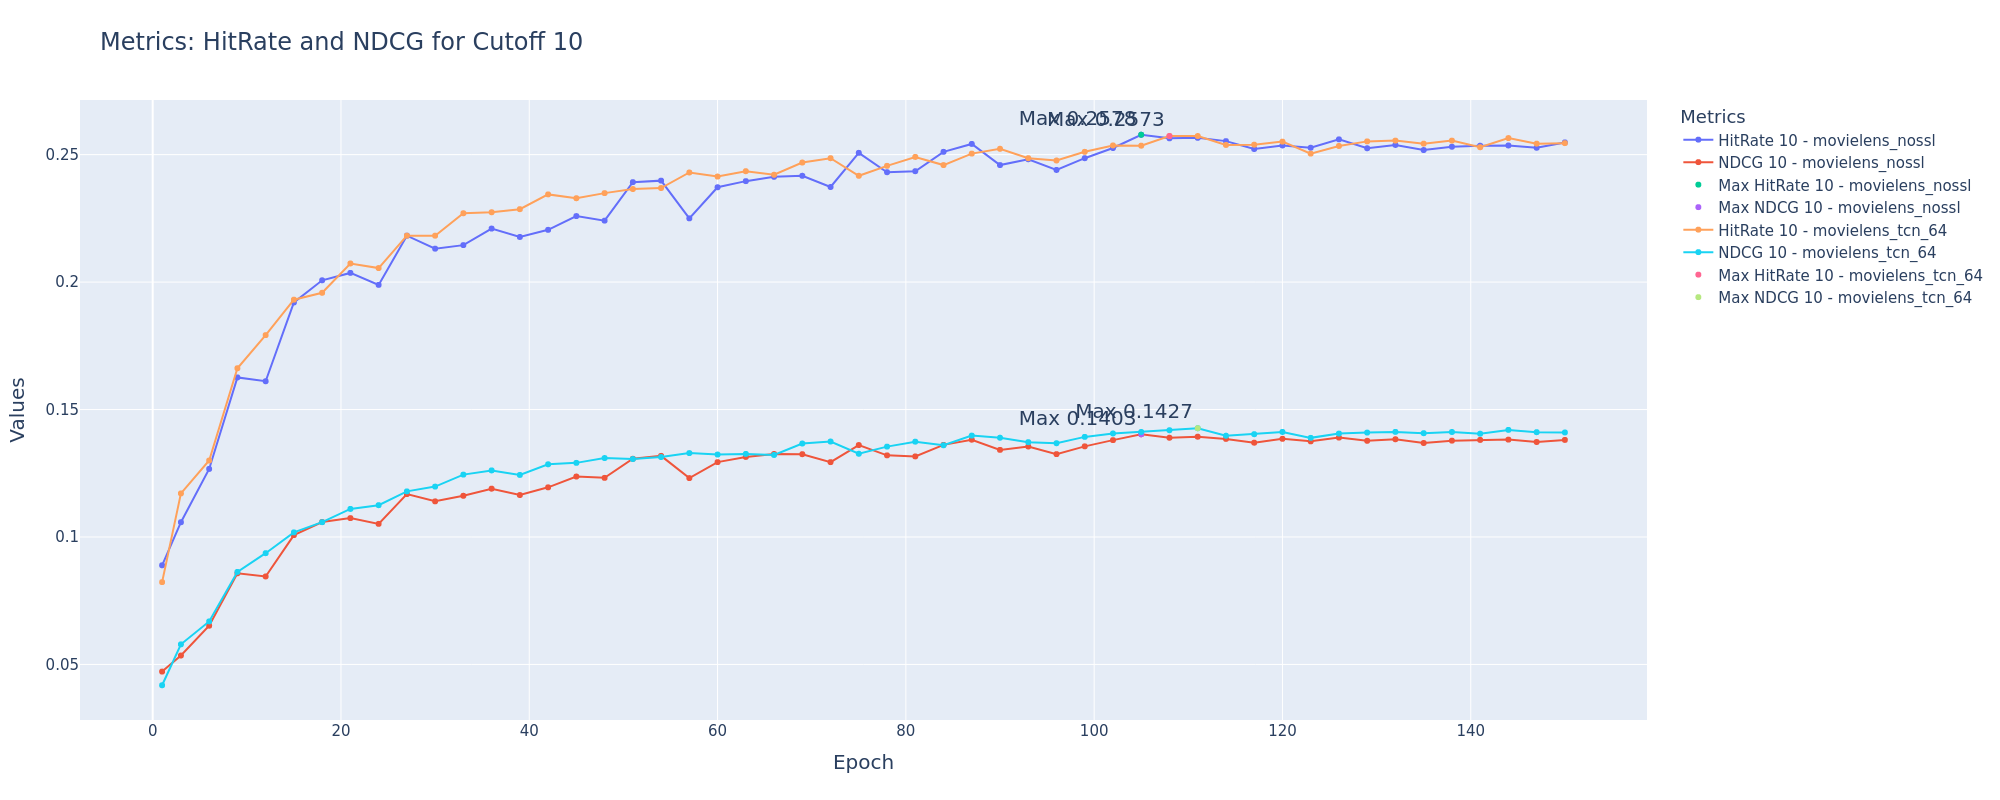 Metrics: HitRate and NDCG for Cutoff 10
Max 0.2578
Max 0.2573
Max 0.1427
Max 0.1403
0.25
0.2
0.15
0.1
0.05
Values
0
20
40
60
80
100
120
140
Epoch
Metrics
HitRate 10 - movielens_nossl
NDCG 10 - movielens_nossl
Max HitRate 10 - movielens_nossl
Max NDCG 10 - movielens_nossl
HitRate 10 - movielens_tcn_64
NDCG 10 - movielens_tcn_64
Max HitRate 10 - movielens_tcn_64
Max NDCG 10 - movielens_tcn_64